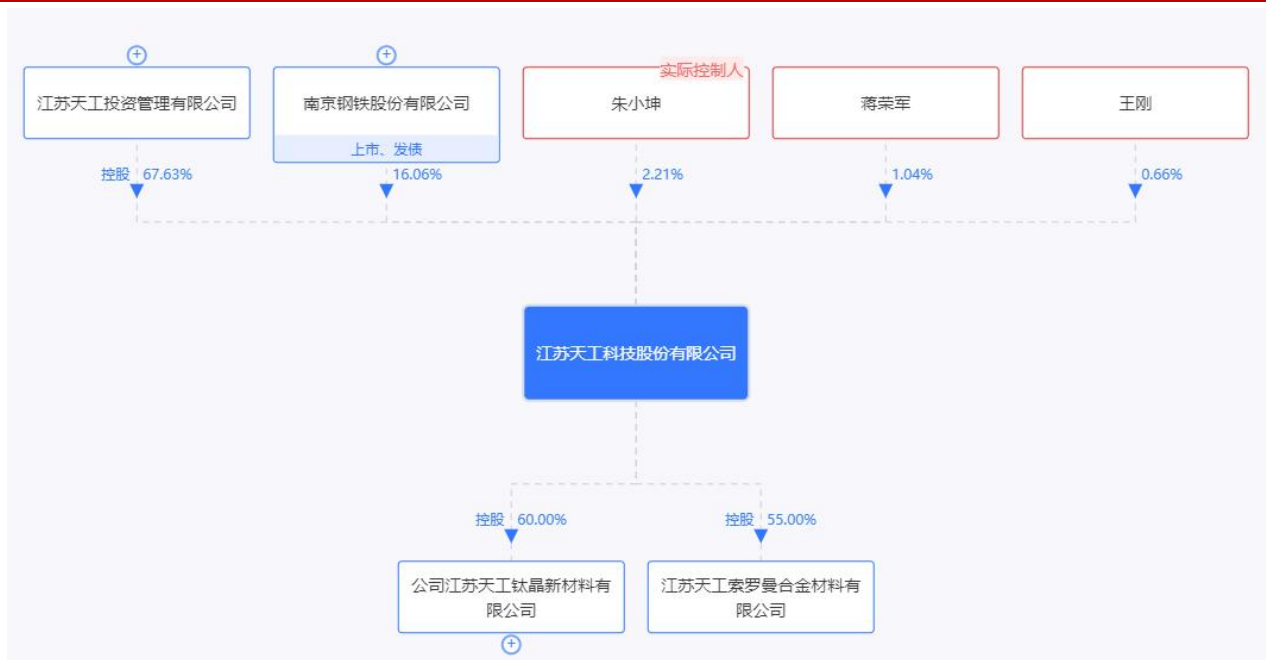 实际控制人
江苏天工投资管理有限公司
南京钢铁股份有限公司
朱小坤
蒋荣军
王刚
上市、发债
控股 67.63%
16.06%
2.21%
1.04%
0.66%
江苏天工科技股份有限公司
控股 60.00%
控股 55.00%
公司江苏天工钛晶新材料有
限公司
江苏天工索罗曼合金材料有
限公司